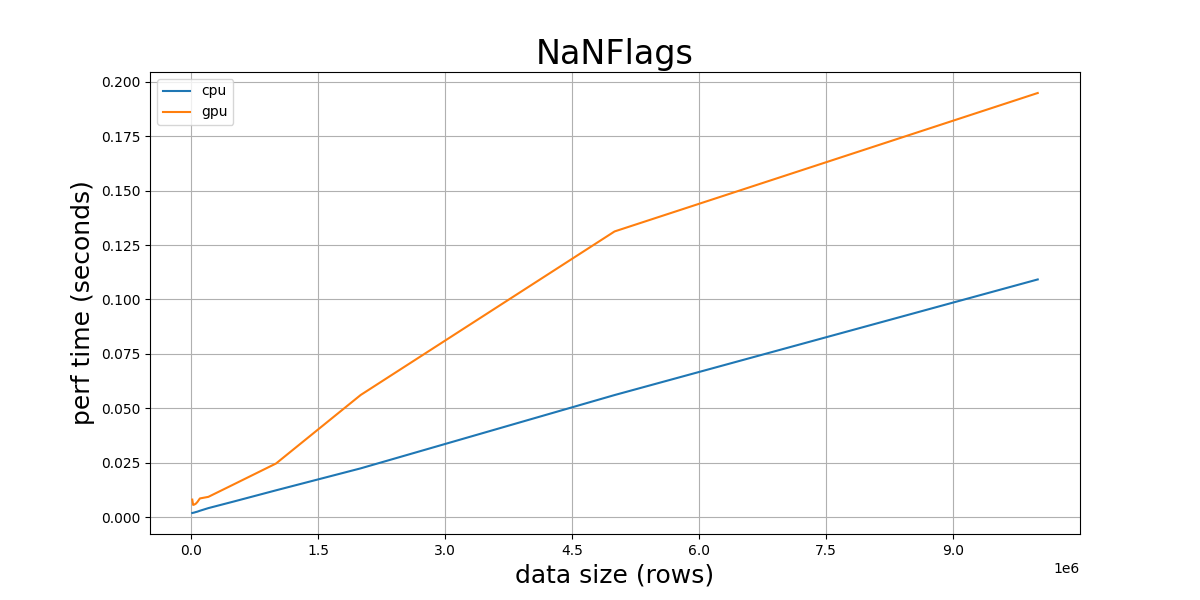 NaNFlags
cpu
gpu
perf time (seconds)
0.200
0.175
0.150
0.125
0.100
0.075
0.050
0.025
0.000
0.0 1.5 3.0 4.5 6.0 7.5 9.0
1e6
data size (rows)